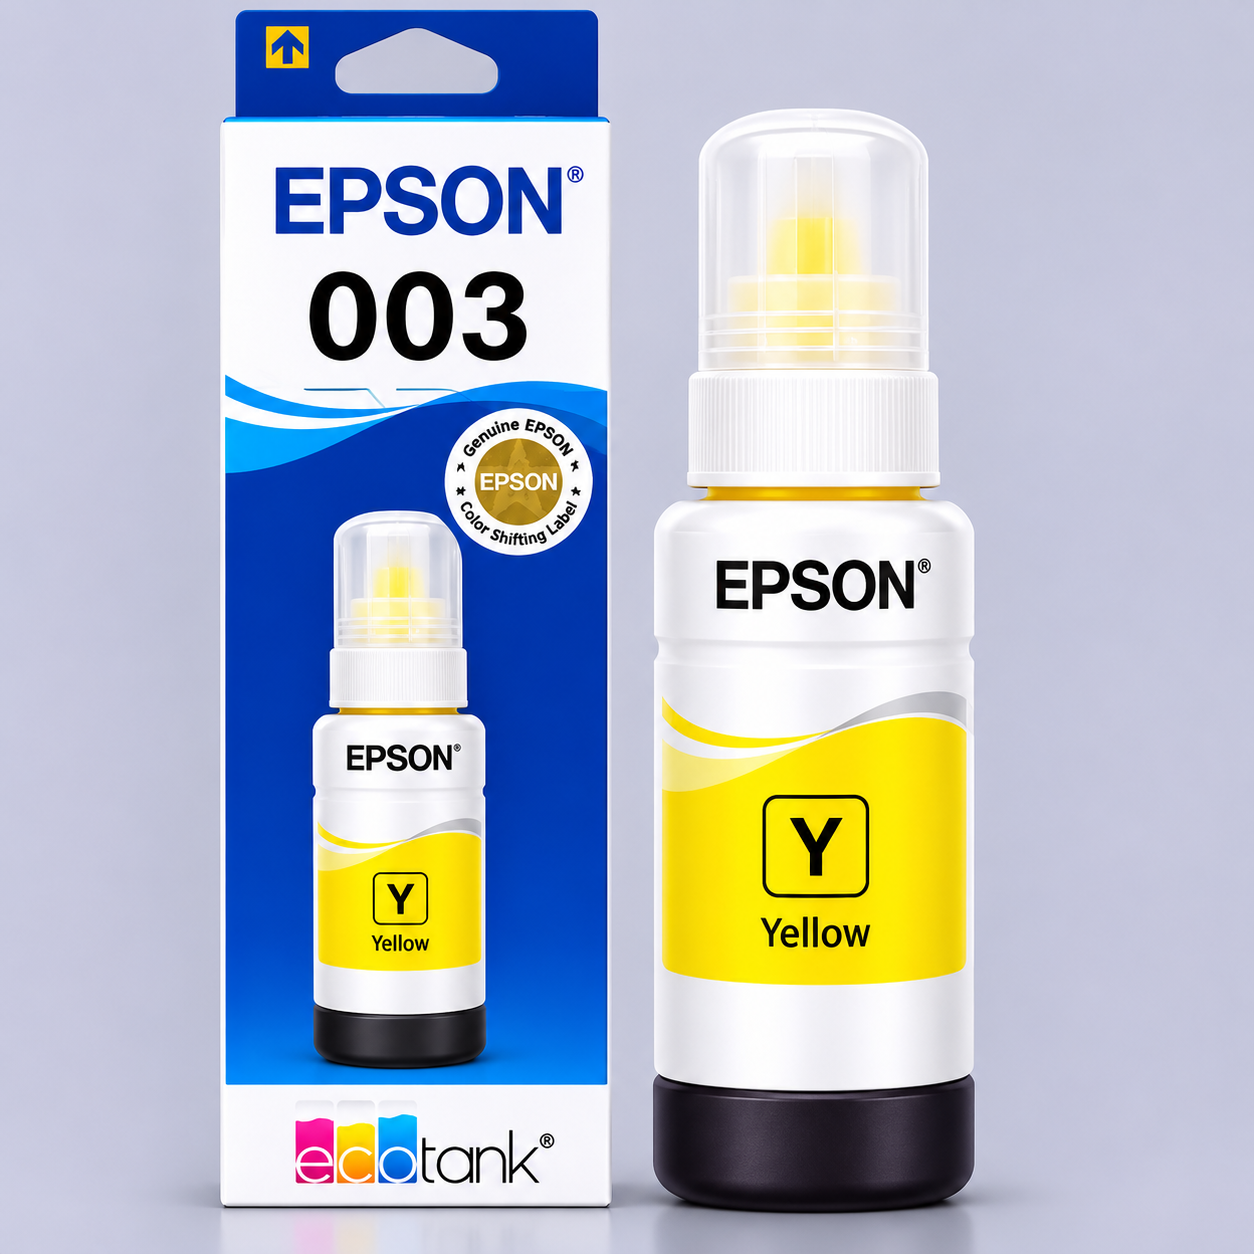 EPSON®
003
Genuine EPSON
EPSON
Color Shifting Label
EPSON®
Y
Yellow
ecotank®
EPSON®
Y
Yellow